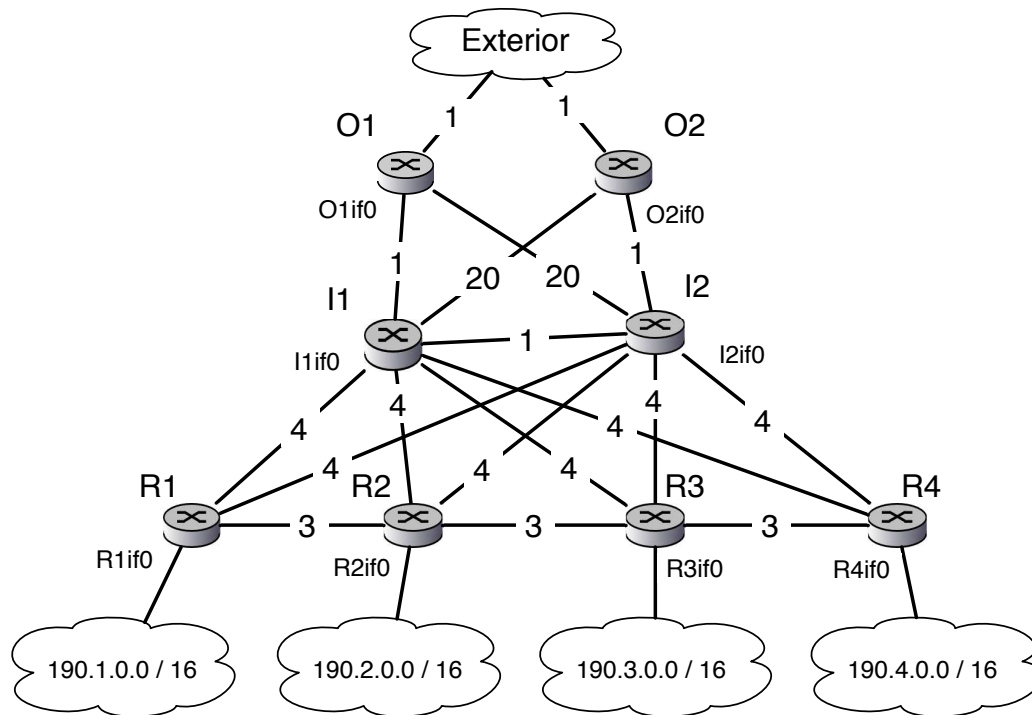 Exterior
1 1
O1 O2
O1if0 O2if0
1 20 20 1
I1 I2
1
I1if0 I2if0
4 4 4 4
4 4 4 4
R1 R2 R3 R4
3 3 3
R1if0 R2if0 R3if0 R4if0
190.1.0.0 / 16 190.2.0.0 / 16 190.3.0.0 / 16 190.4.0.0 / 16